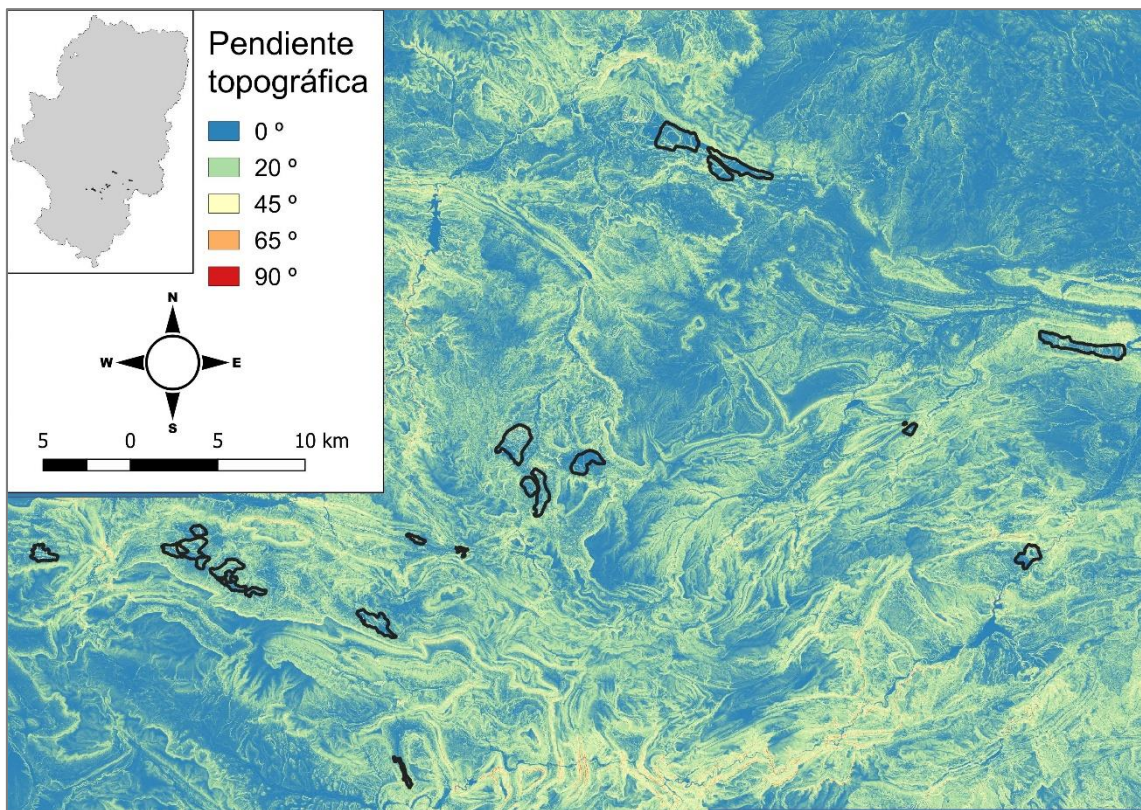 Pendiente
topográfica
0 º
20 º
45 º
65 º
90 º
N
W E
S
5 0 5 10 km